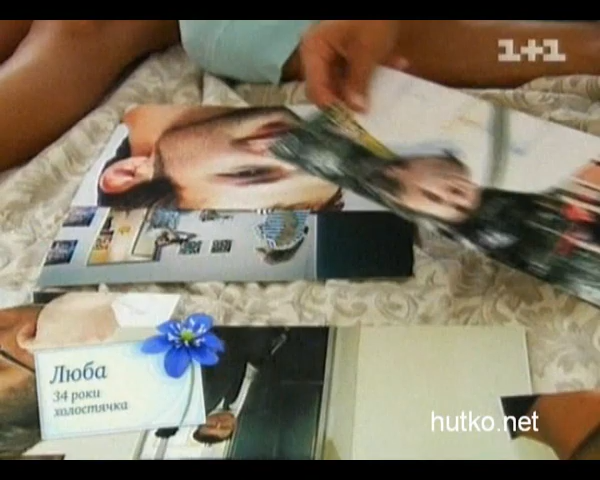 1+1
Люба
34 роки
холостячка
hutko.net